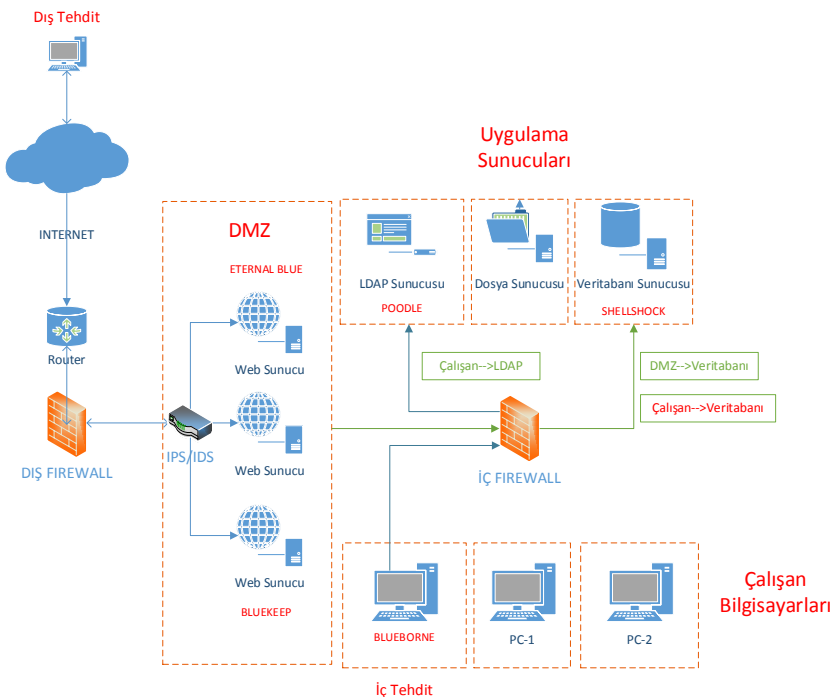 Dış Tehdit
Uygulama
Sunucuları
INTERNET
DMZ
ETERNAL BLUE
LDAP Sunucusu
Dosya Sunucusu
Veritabanı Sunucusu
POODLE
SHELLSHOCK
Router
Web Sunucu
Çalışan-->LDAP
DMZ-->Veritabanı
Çalışan-->Veritabanı
IPS/IDS
DIŞ FIREWALL
Web Sunucu
İÇ FIREWALL
Web Sunucu
BLUEKEEP
Çalışan
Bilgisayarları
BLUEBORNE
PC-1
PC-2
İç Tehdit